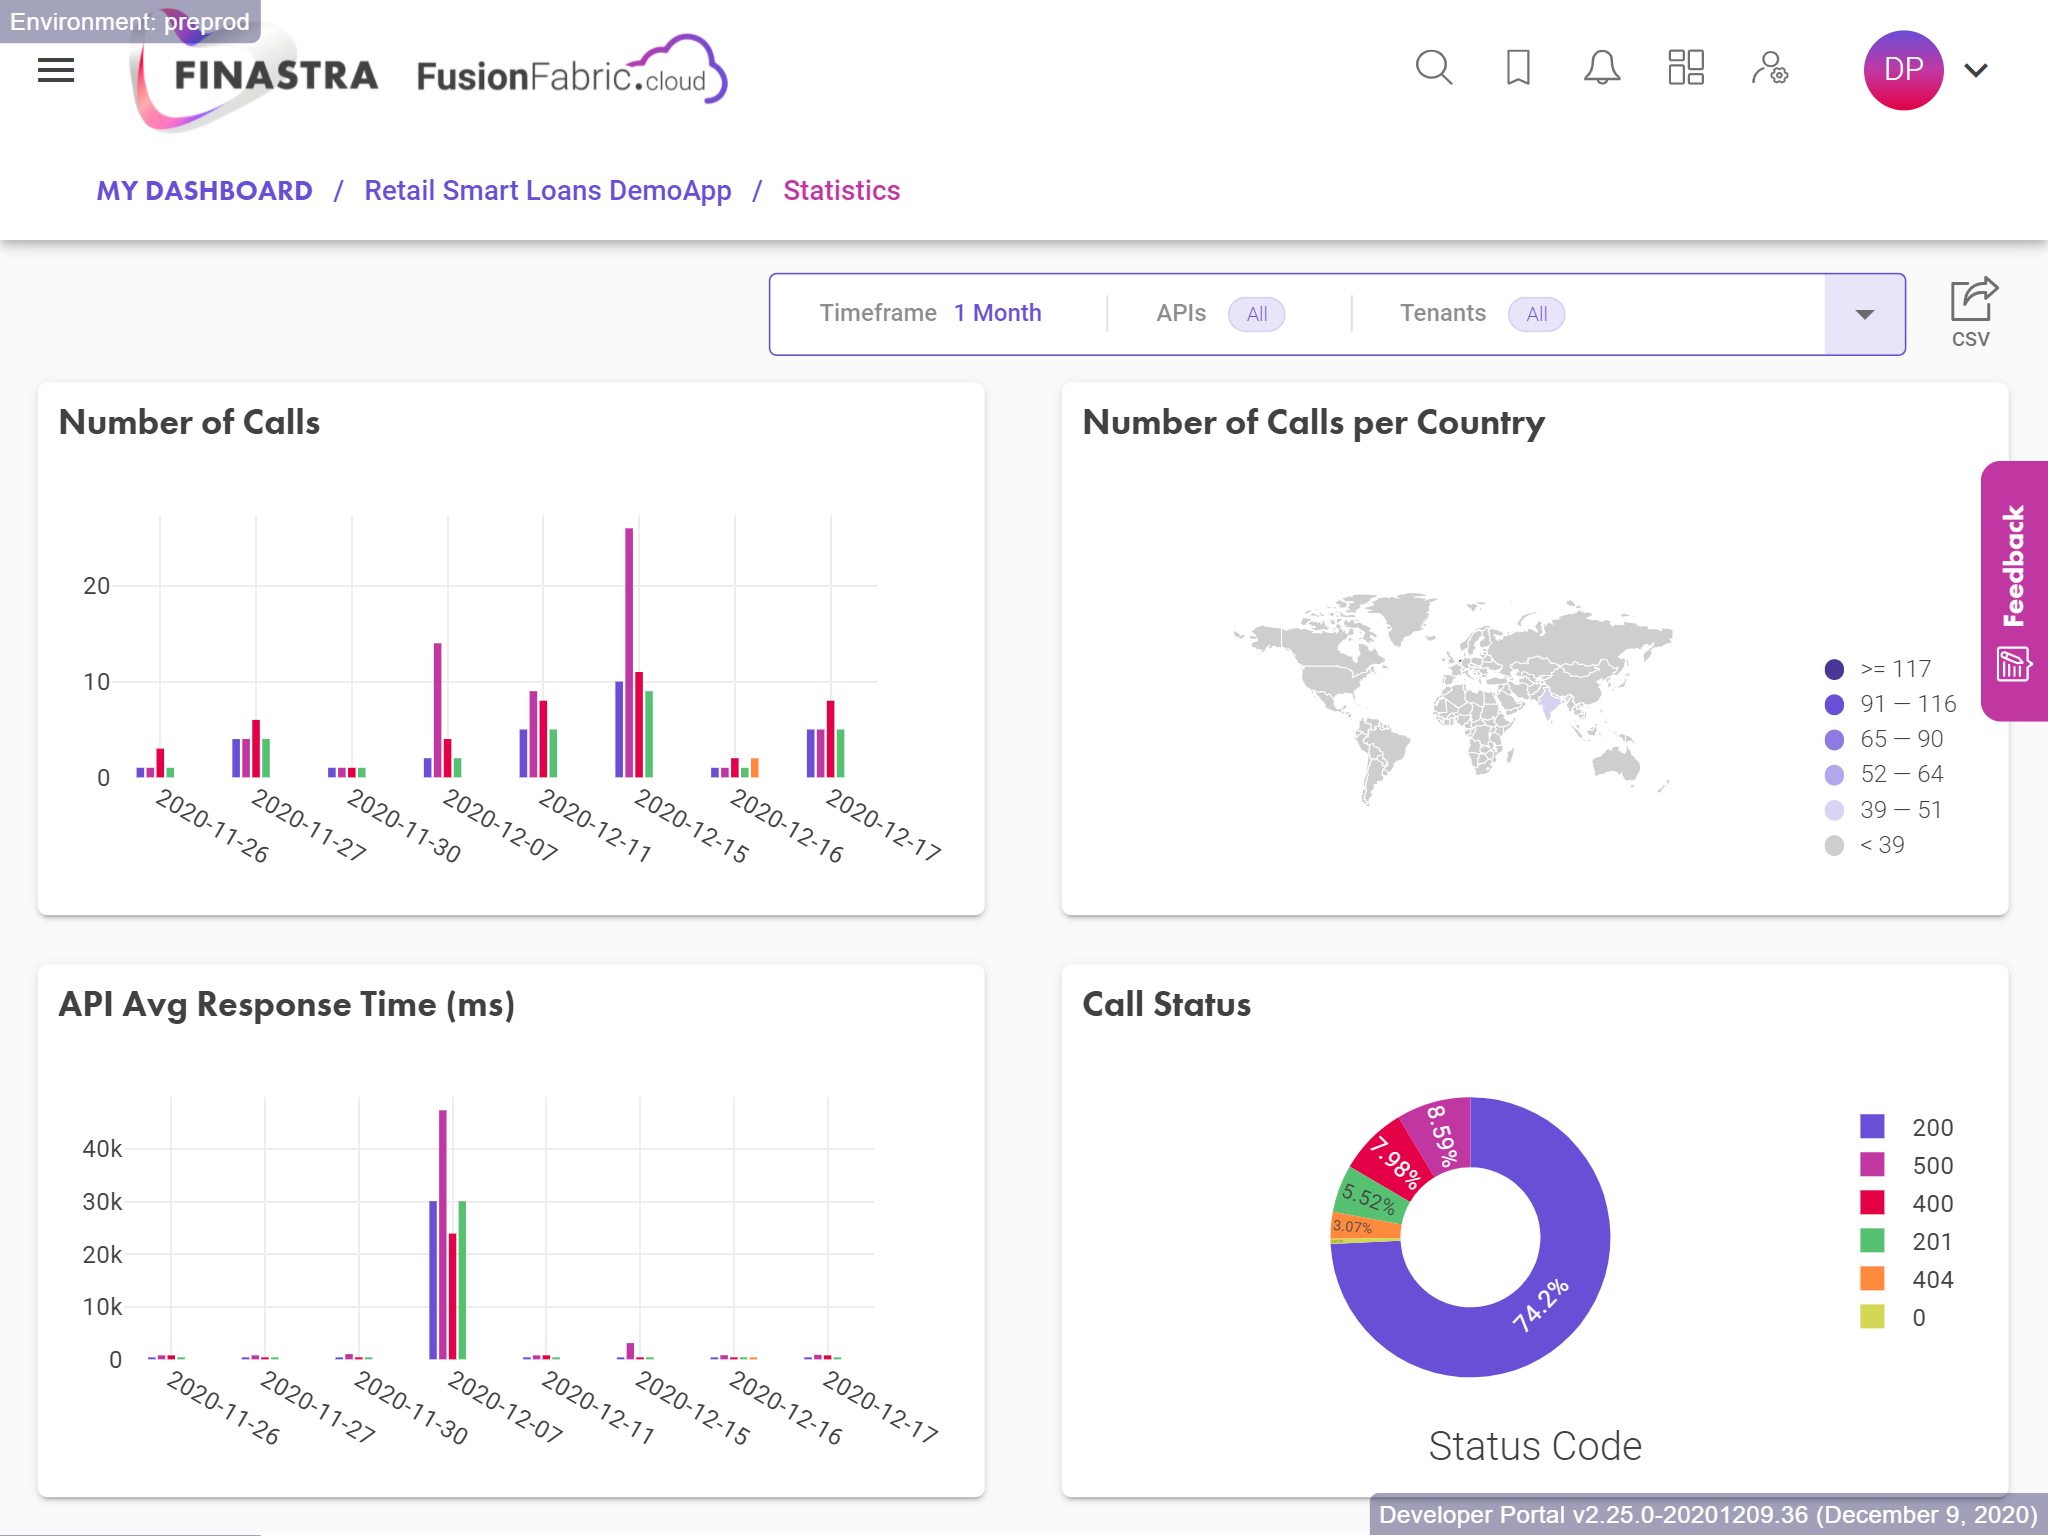 Environment: preprod
FINASTRA
FusionFabric.cloud
DP
MY DASHBOARD / Retail Smart Loans DemoApp / Statistics
Timeframe 1 Month APIs All Tenants All
CSV
Number of Calls
20
10
0
2020-11-26
2020-11-27
2020-11-30
2020-12-07
2020-12-11
2020-12-15
2020-12-16
2020-12-17
Number of Calls per Country
>= 117
91 — 116
65 — 90
52 — 64
39 — 51
< 39
Feedback
API Avg Response Time (ms)
40k
30k
20k
10k
0
2020-11-26
2020-11-27
2020-11-30
2020-12-07
2020-12-11
2020-12-15
2020-12-16
2020-12-17
Call Status
8.59%
7.98%
5.52%
3.07%
74.2%
200
500
400
201
404
0
Status Code
Developer Portal v2.25.0-20201209.36 (December 9, 2020)